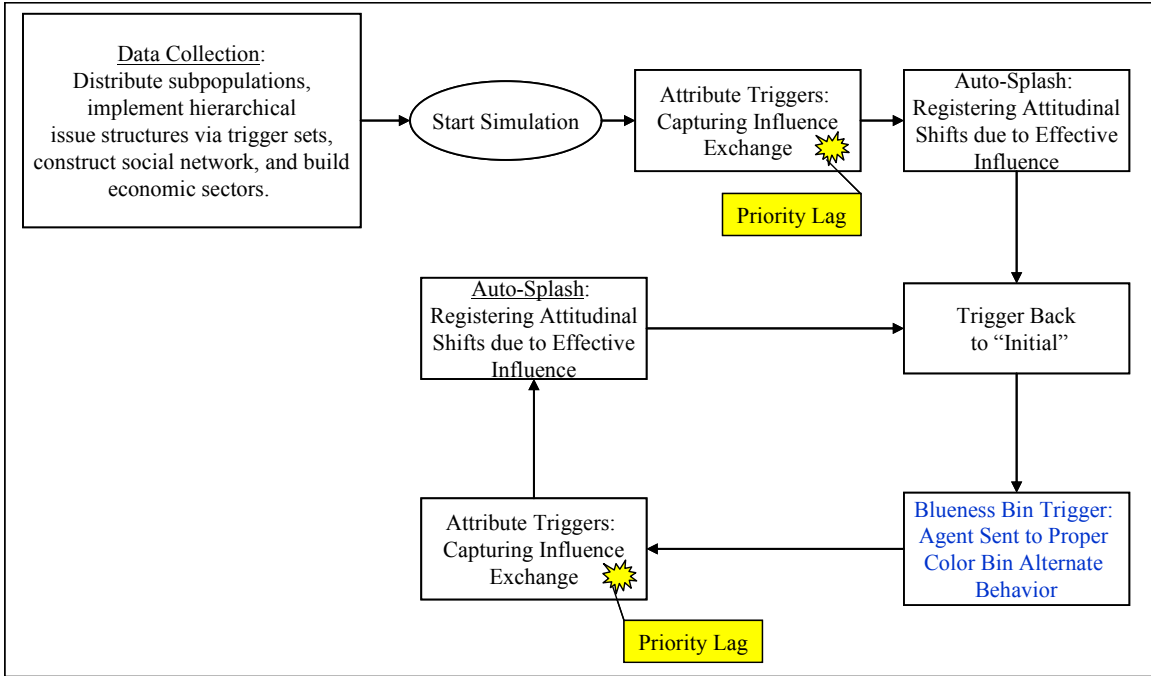 Data Collection:
Distribute subpopulations,
implement hierarchical
issue structures via trigger sets,
construct social network, and build
economic sectors.
Start Simulation
Attribute Triggers:
Capturing Influence
Exchange
Priority Lag
Auto-Splash:
Registering Attitudinal
Shifts due to Effective
Influence
Trigger Back
to “Initial”
Blueness Bin Trigger:
Agent Sent to Proper
Color Bin Alternate
Behavior
Attribute Triggers:
Capturing Influence
Exchange
Priority Lag
Auto-Splash:
Registering Attitudinal
Shifts due to Effective
Influence